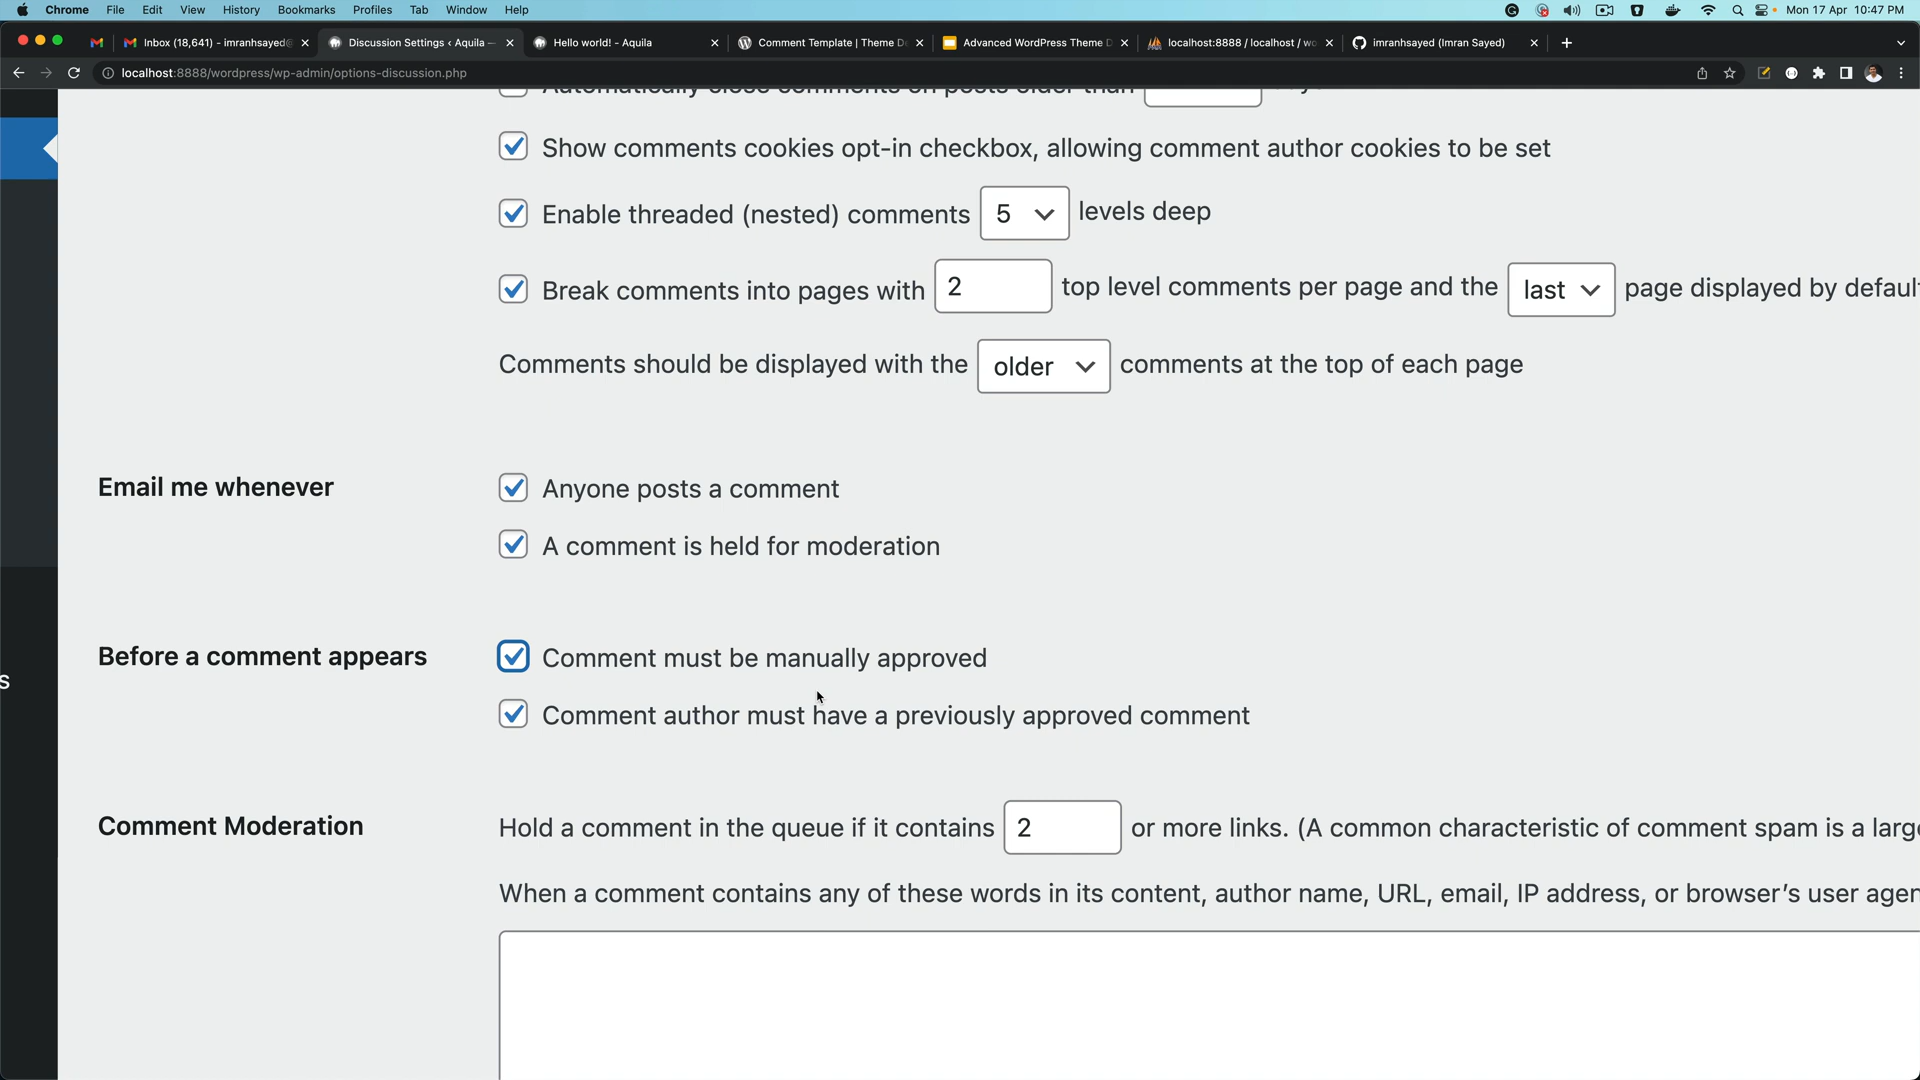 Chrome File Edit View History Bookmarks Profiles Tab Window Help Mon 17 Apr 10:47 PM
Inbox (18,641) - imranhsayed@ Discussion Settings ‹ Aquila — Hello world! - Aquila Comment Template | Theme D Advanced WordPress Theme D localhost:8888 / localhost / wo imranhsayed (Imran Sayed)
localhost:8888/wordpress/wp-admin/options-discussion.php
Automatically close comments on posts older than
Show comments cookies opt-in checkbox, allowing comment author cookies to be set
Enable threaded (nested) comments 5 levels deep
Break comments into pages with 2 top level comments per page and the last page displayed by defaul
Comments should be displayed with the older comments at the top of each page
Email me whenever Anyone posts a comment
A comment is held for moderation
Before a comment appears Comment must be manually approved
s
Comment author must have a previously approved comment
Comment Moderation Hold a comment in the queue if it contains 2 or more links. (A common characteristic of comment spam is a large
When a comment contains any of these words in its content, author name, URL, email, IP address, or browser’s user agen